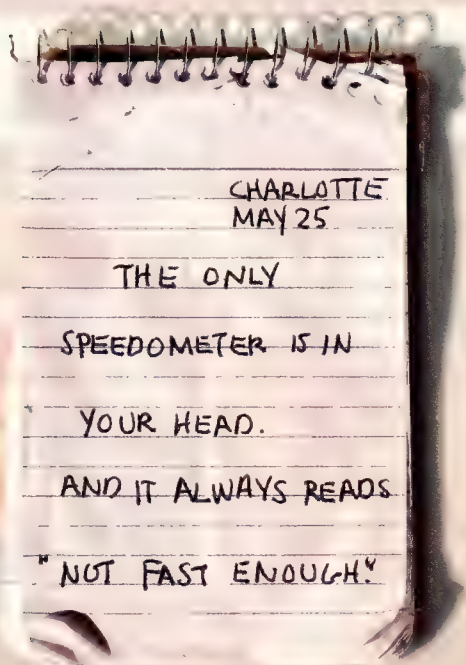 CHARLOTTE
MAY 25
THE ONLY
SPEEDOMETER IS IN
YOUR HEAD.
AND IT ALWAYS READS
"NOT FAST ENOUGH."